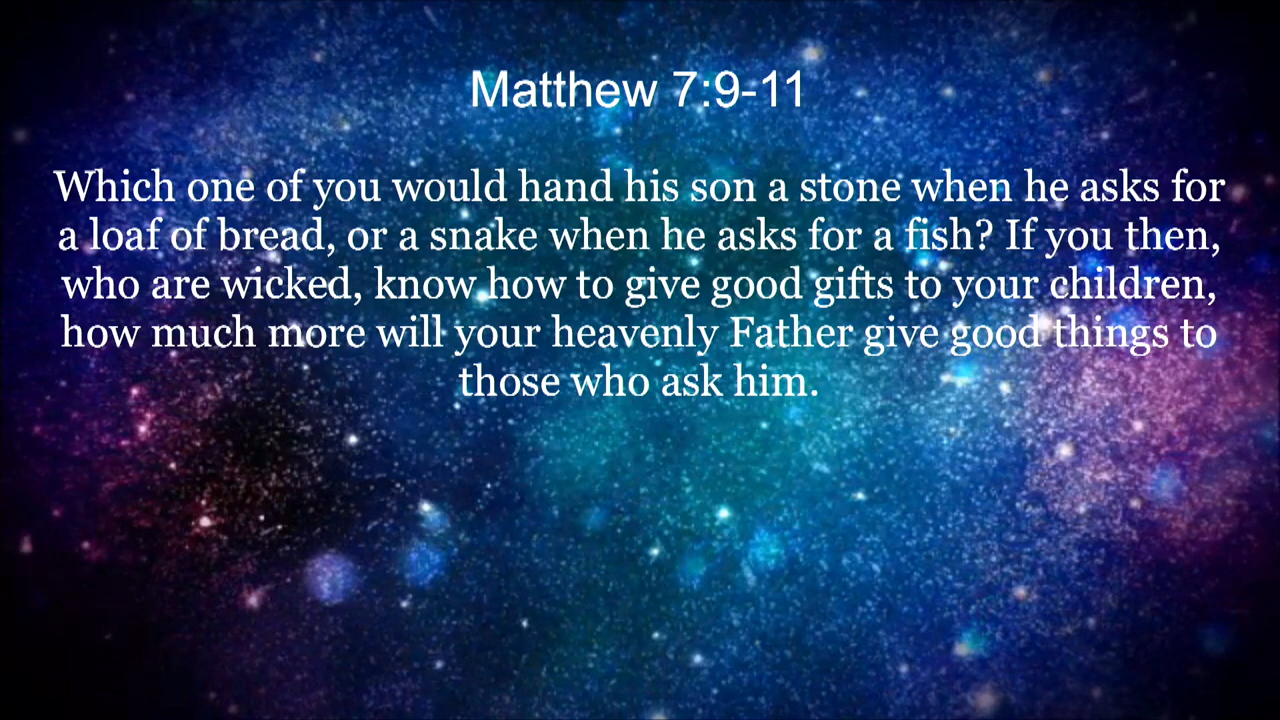 Matthew 7:9-11
Which one of you would hand his son a stone when he asks for
a loaf of bread, or a snake when he asks for a fish? If you then,
who are wicked, know how to give good gifts to your children,
how much more will your heavenly Father give good things to
those who ask him.